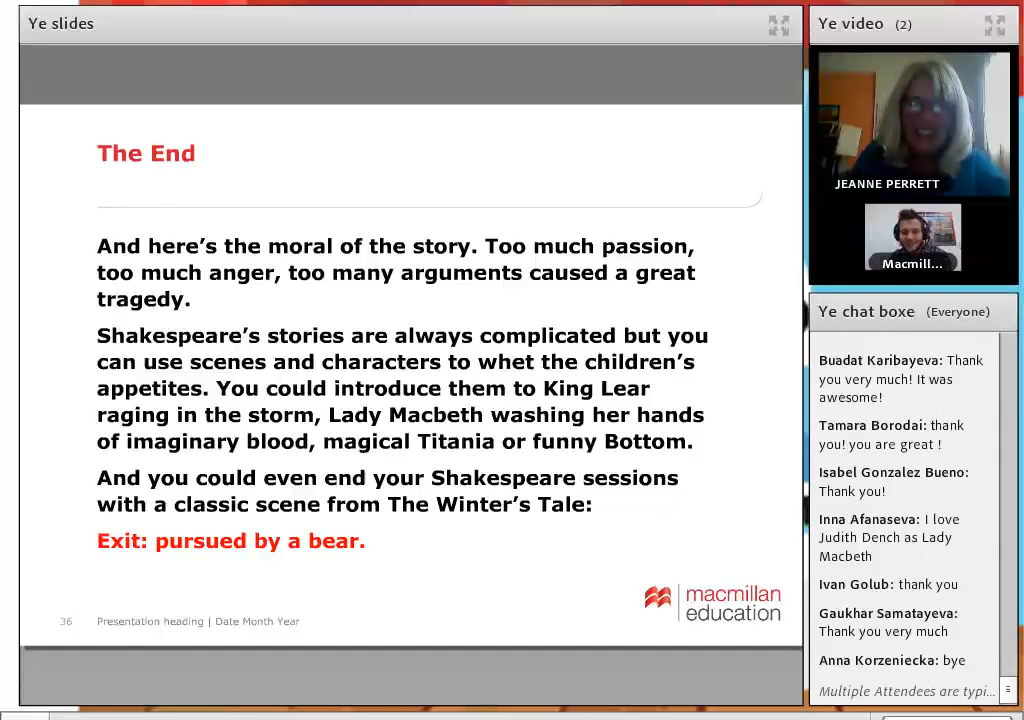 Ye slides
The End
And here's the moral of the story. Too much passion,
too much anger, too many arguments caused a great
tragedy.
Shakespeare's stories are always complicated but you
can use scenes and characters to whet the children's
appetites. You could introduce them to King Lear
raging in the storm, Lady Macbeth washing her hands
of imaginary blood, magical Titania or funny Bottom.
And you could even end your Shakespeare sessions
with a classic scene from The Winter's Tale:
Exit: pursued by a bear.
macmillan
education
36 Presentation heading | Date Month Year
Ye video (2)
JEANNE PERRETT
Macmill...
Ye chat boxe (Everyone)
Buadat Karibayeva: Thank
you very much! It was
awesome!
Tamara Borodai: thank
you! you are great !
Isabel Gonzalez Bueno:
Thank you!
Inna Afanaseva: I love
Judith Dench as Lady
Macbeth
Ivan Golub: thank you
Gaukhar Samatayeva:
Thank you very much
Anna Korzeniecka: bye
Multiple Attendees are typi...